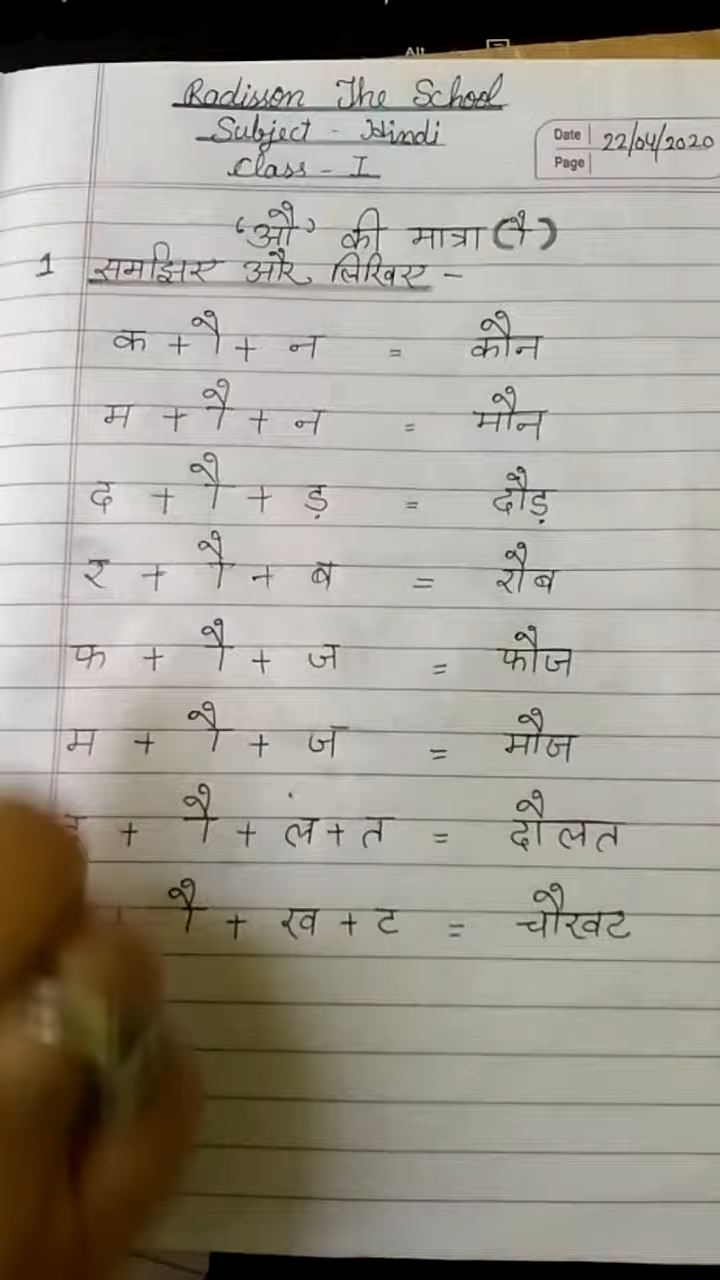 Radisson The School
Subject - Hindi
Class - I
Date 22/04/2020
Page
'औ' की मात्रा (ौ)
1 समझिए और लिखिए -
क + ौ + न = कौन
म + ौ + न = मौन
द + ौ + ड़ = दौड़
र + ौ + ब = रौब
फ + ौ + ज = फौज
म + ौ + ज = मौज
+ ौ + ल + त = दौलत
+ ौ + ख + ट = चौखट